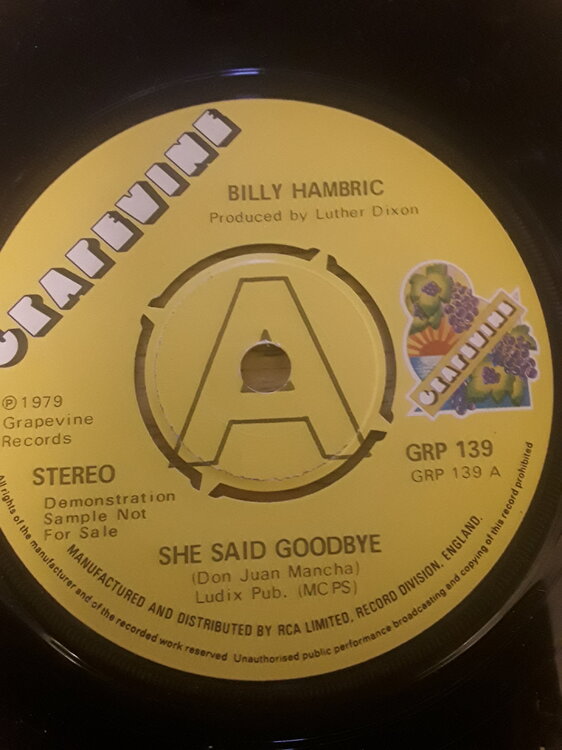 GRAPEVINE
BILLY HAMBRIC
Produced by Luther Dixon
A
GRAPEVINE
℗1979
Grapevine
Records
STEREO
Demonstration
Sample Not
For Sale
GRP 139
GRP 139 A
SHE SAID GOODBYE
(Don Juan Mancha)
Ludix Pub. (MCPS)
MANUFACTURED AND DISTRIBUTED BY RCA LIMITED, RECORD DIVISION, ENGLAND.
All rights of the manufacturer and of the recorded work reserved Unauthorised public performance broadcasting and copying of this record prohibited